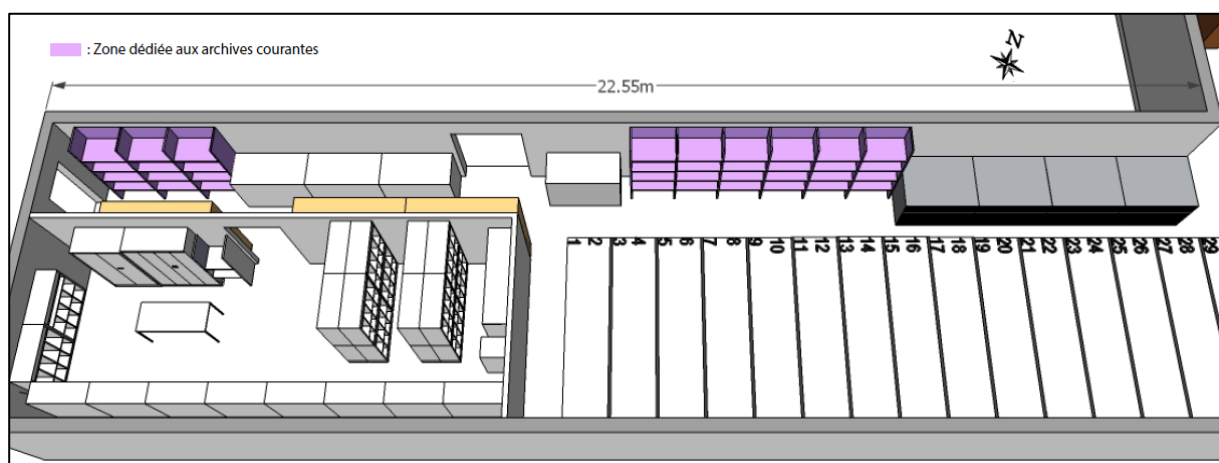 : Zone dédiée aux archives courantes
N
22.55m
1 2 3 4 5 6 7 8 9 10 11 12 13 14 15 16 17 18 19 20 21 22 23 24 25 26 27 28 29